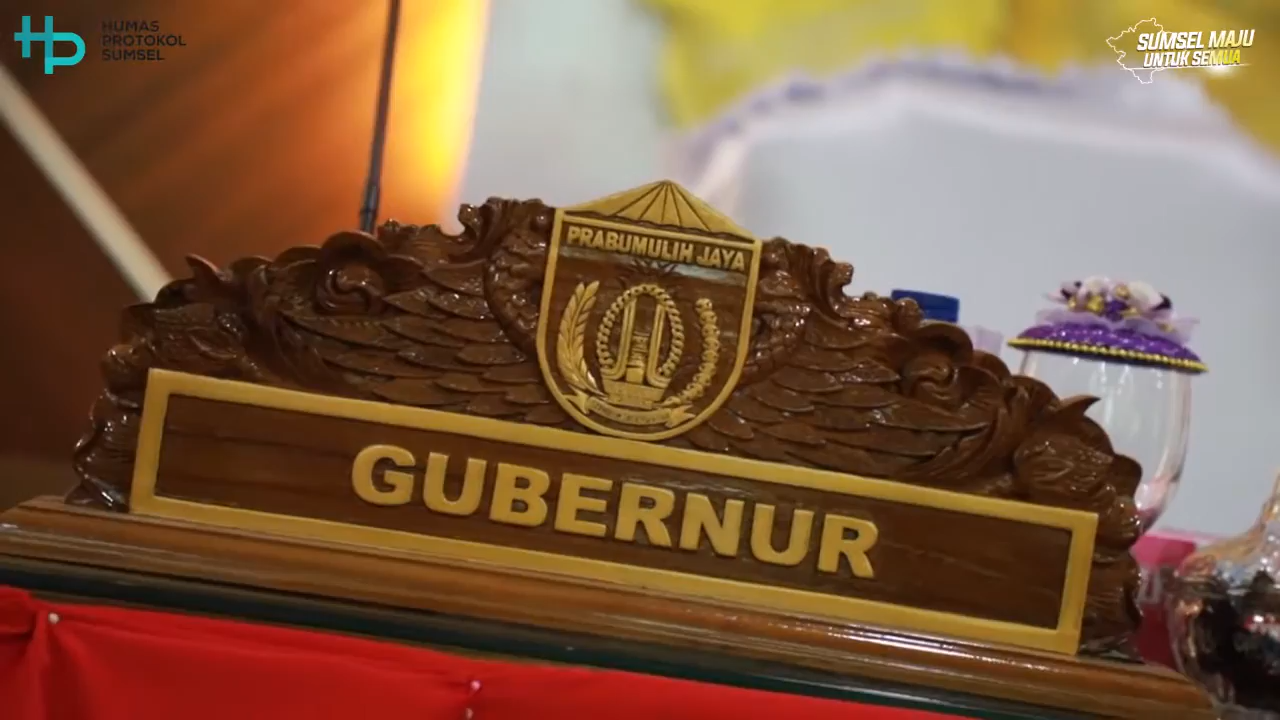 HUMAS
PROTOKOL
SUMSEL
SUMSEL MAJU
UNTUK SEMUA
PRABUMULIH JAYA
GUBERNUR